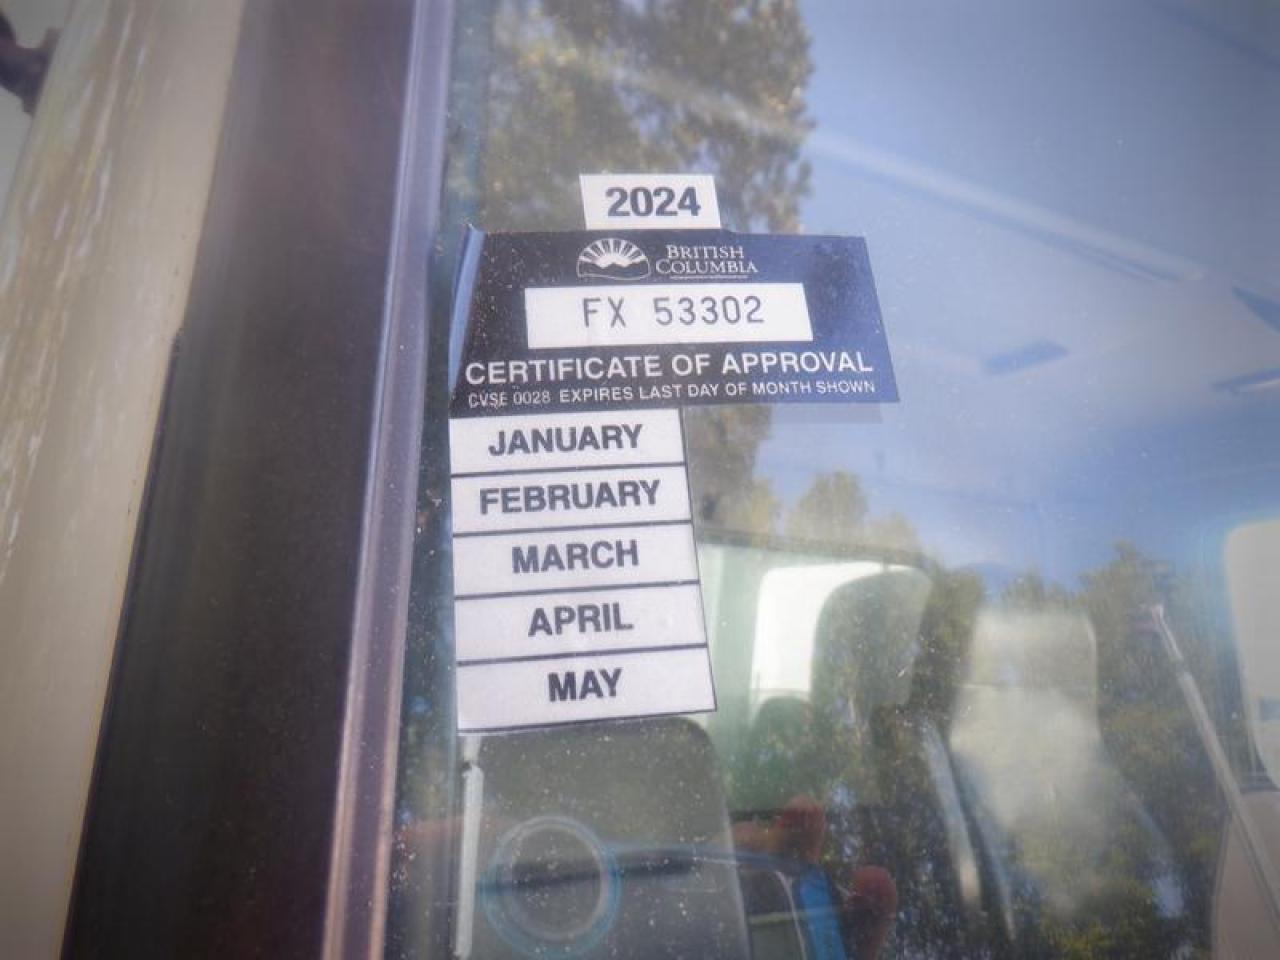 2024
BRITISH
COLUMBIA
FX 53302
CERTIFICATE OF APPROVAL
CVSE 0028 EXPIRES LAST DAY OF MONTH SHOWN
JANUARY
FEBRUARY
MARCH
APRIL
MAY